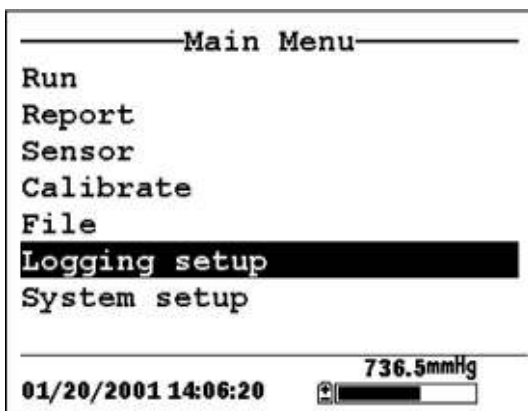 Main Menu
Run
Report
Sensor
Calibrate
File
Logging setup
System setup
736.5mmHg
01/20/2001 14:06:20